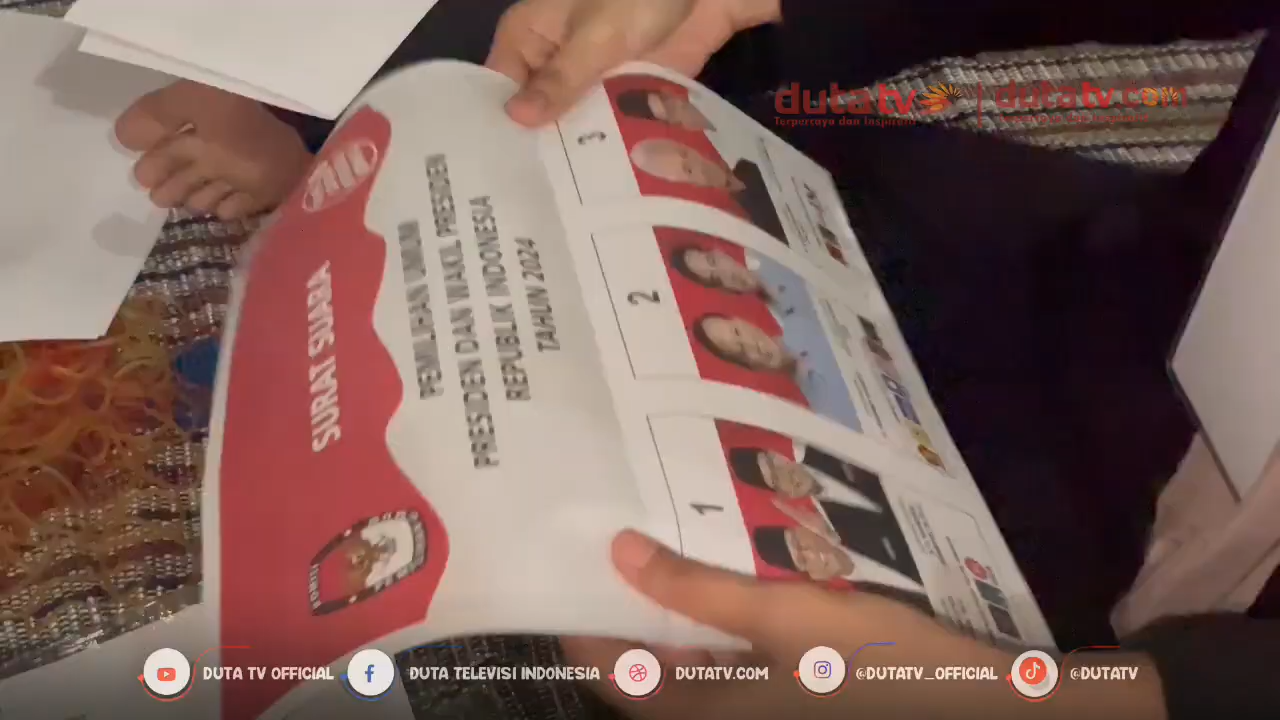 dutatv
Terpercaya dan Inspiratif
dutatv.com
SURAT SUARA
PEMILIHAN UMUM
PRESIDEN DAN WAKIL PRESIDEN
REPUBLIK INDONESIA
TAHUN 2024
3
2
1
DUTA TV OFFICIAL
DUTA TELEVISI INDONESIA
DUTATV.COM
@DUTATV_OFFICIAL
@DUTATV